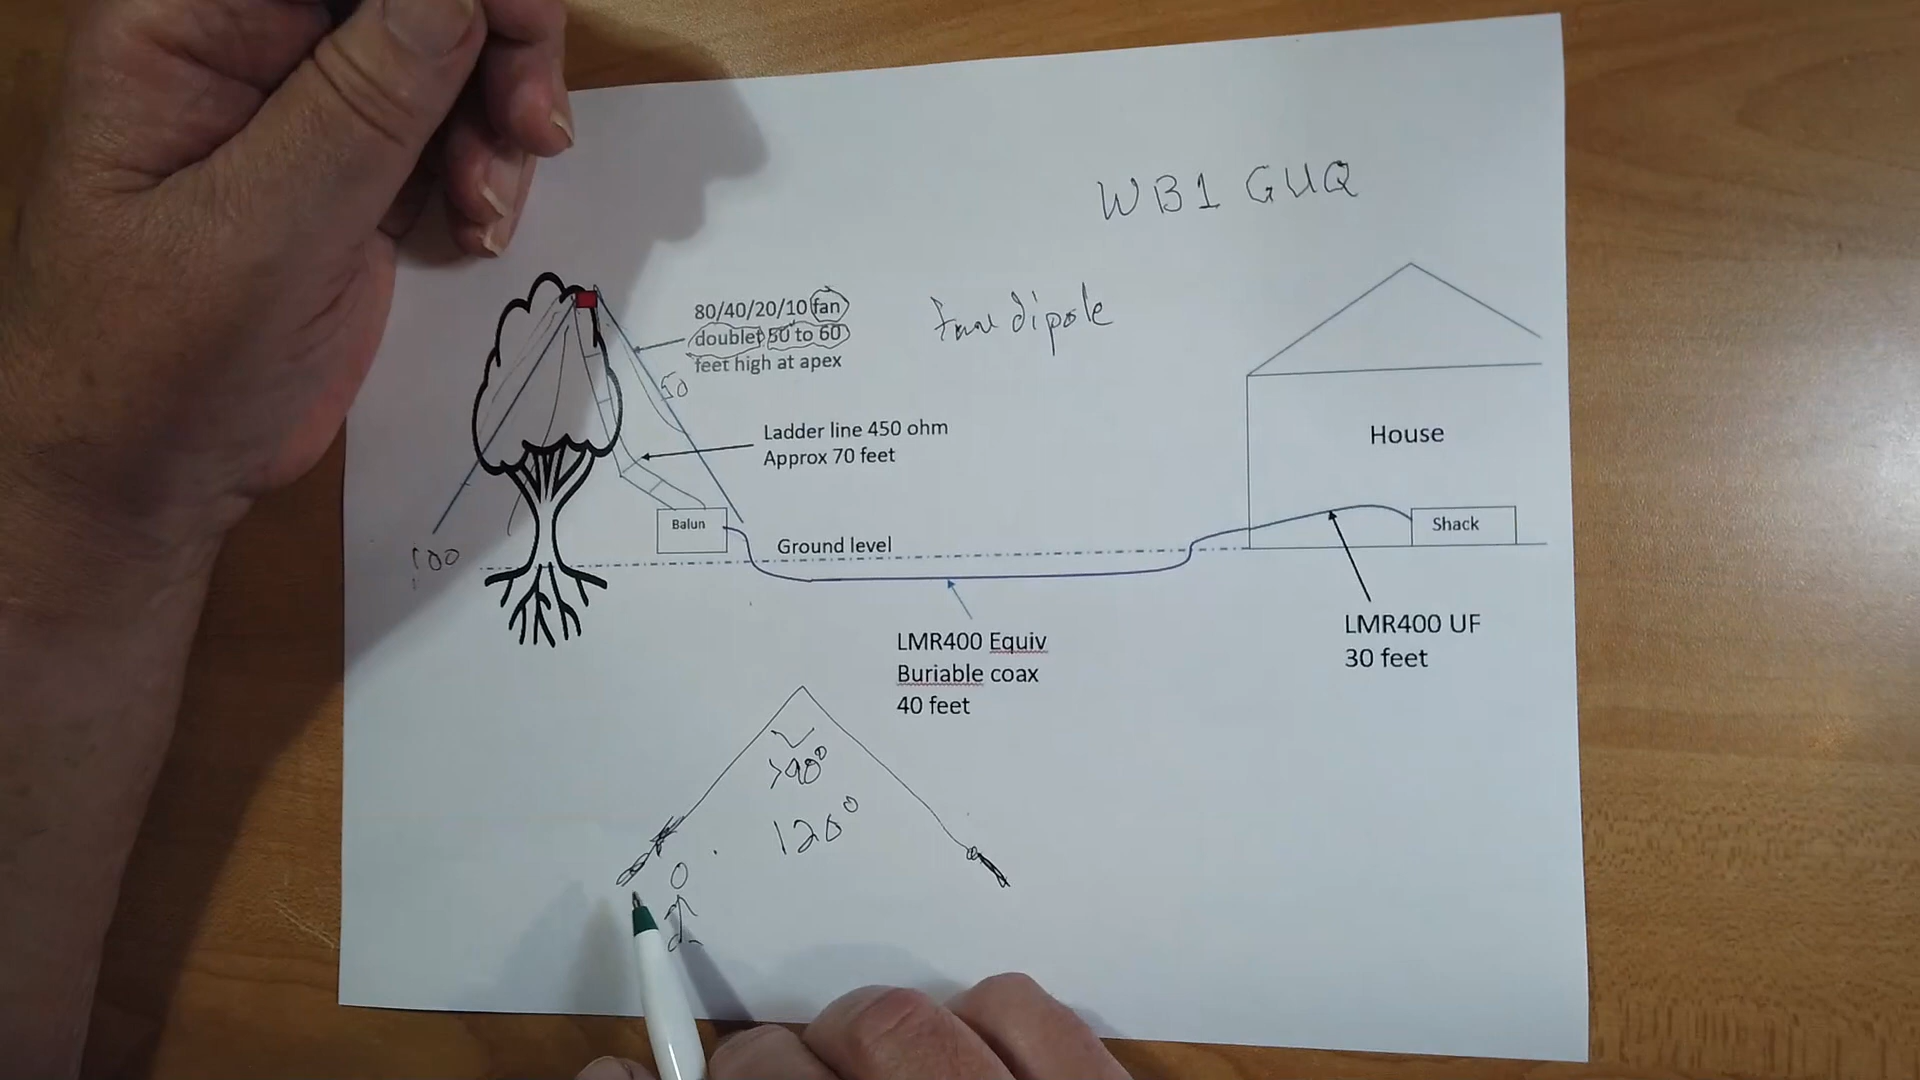 WB1 GUQ
80/40/20/10 fan
doublet 50 to 60
feet high at apex
Fan dipole
50
Ladder line 450 ohm
Approx 70 feet
House
Balun
Shack
Ground level
100
LMR400 Equiv
Buriable coax
40 feet
LMR400 UF
30 feet
>90°
120°